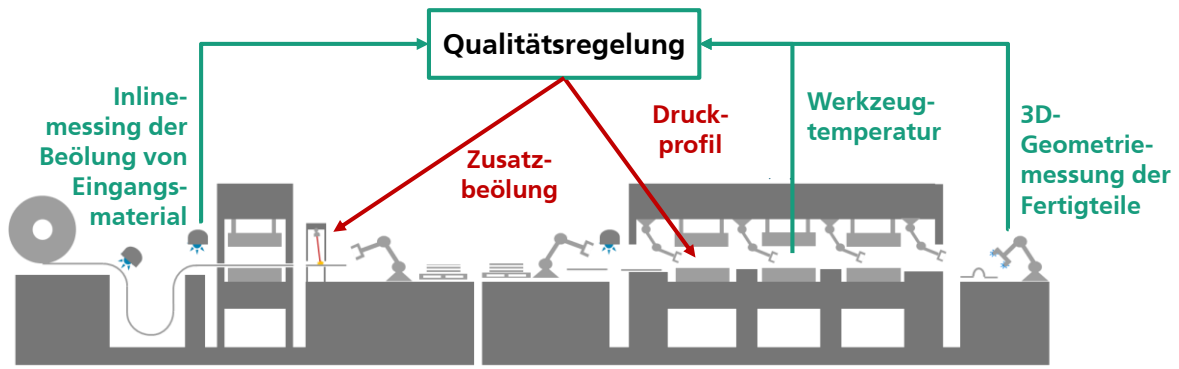 Qualitätsregelung
Inline-
messing der
Beölung von
Eingangs-
material
Zusatz-
beölung
Druck-
profil
Werkzeug-
temperatur
3D-
Geometrie-
messung der
Fertigteile